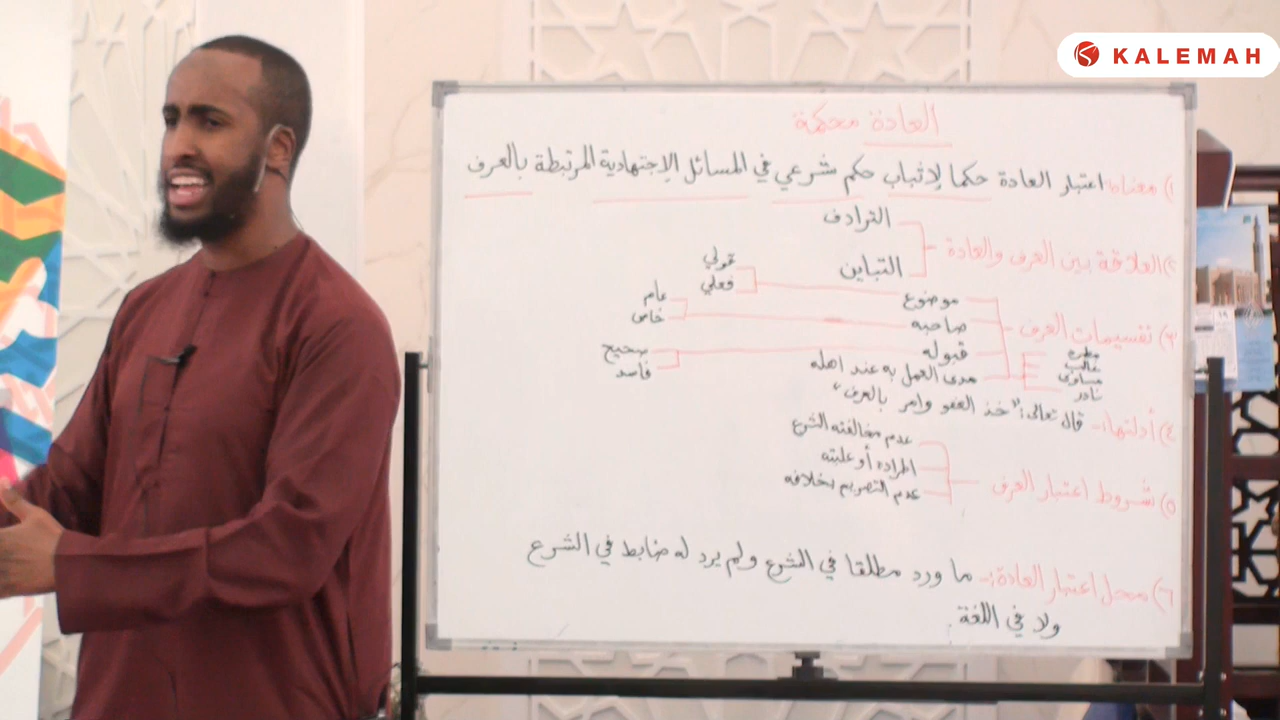 KALEMAH
العادة محكمة
١) معناه: اعتبار العادة حكما لإثباب حكم شرعي في المسائل الإجتهادية المرتبطة بالعرف
٢) العلاقة بين العرف والعادة
الترادف
التباين
٣) تقسيمات العرف
موضوع
قولي
فعلي
صاحبه
عام
خاص
قبوله
صحيح
فاسد
مدى العمل به عند اهله
مطرد
غالب
مساوي
نادر
٤) أدلتها:- قال تعالى: "خذ العفو وامر بالعرف"
٥) شروط اعتبار العرف
عدم مخالفته الشرع
اطراده أو غلبته
عدم التصريح بخلافه
٦) محل اعتبار العادة:- ما ورد مطلقا في الشرع ولم يرد له ضابط في الشرع
ولا في اللغة.